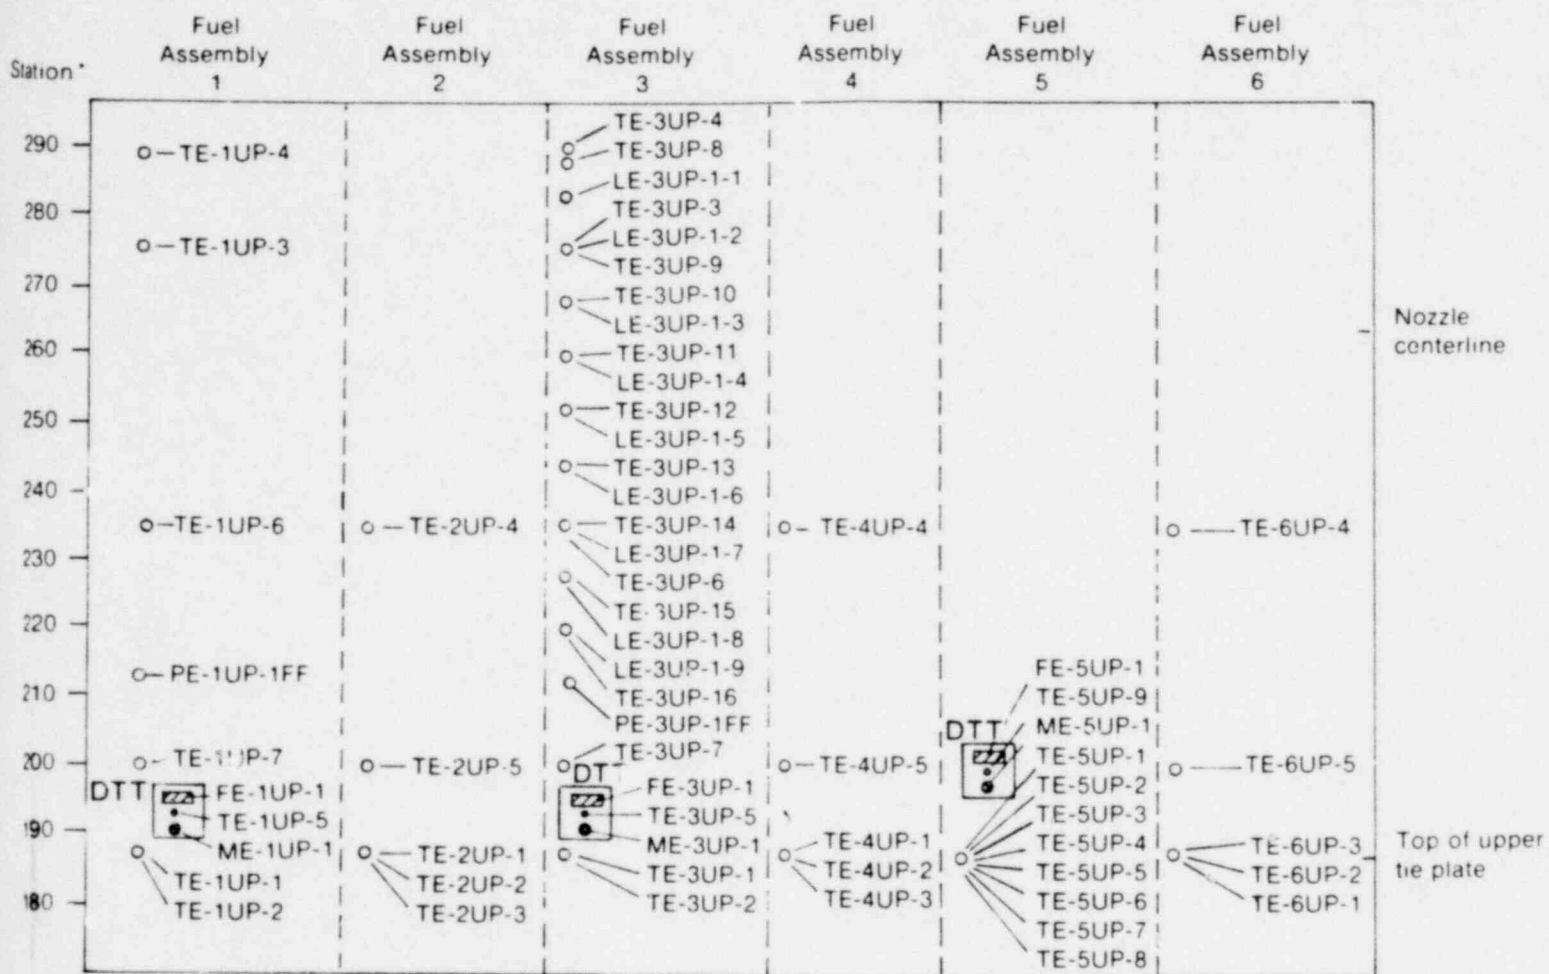 Fuel Assembly 1
Fuel Assembly 2
Fuel Assembly 3
Fuel Assembly 4
Fuel Assembly 5
Fuel Assembly 6
Station*
290
280
270
260
250
240
230
220
210
200
190
180
TE-1UP-4
TE-1UP-3
TE-1UP-6
PE-1UP-1FF
TE-1UP-7
DTT
FE-1UP-1
TE-1UP-5
ME-1UP-1
TE-1UP-1
TE-1UP-2
TE-2UP-4
TE-2UP-5
TE-2UP-1
TE-2UP-2
TE-2UP-3
TE-3UP-4
TE-3UP-8
LE-3UP-1-1
TE-3UP-3
LE-3UP-1-2
TE-3UP-9
TE-3UP-10
LE-3UP-1-3
TE-3UP-11
LE-3UP-1-4
TE-3UP-12
LE-3UP-1-5
TE-3UP-13
LE-3UP-1-6
TE-3UP-14
LE-3UP-1-7
TE-3UP-6
TE-3UP-15
LE-3UP-1-8
LE-3UP-1-9
TE-3UP-16
PE-3UP-1FF
TE-3UP-7
DT
FE-3UP-1
TE-3UP-5
ME-3UP-1
TE-3UP-1
TE-3UP-2
TE-4UP-4
TE-4UP-5
TE-4UP-1
TE-4UP-2
TE-4UP-3
FE-5UP-1
TE-5UP-9
DTT
ME-5UP-1
TE-5UP-1
TE-5UP-2
TE-5UP-3
TE-5UP-4
TE-5UP-5
TE-5UP-6
TE-5UP-7
TE-5UP-8
TE-6UP-4
TE-6UP-5
TE-6UP-3
TE-6UP-2
TE-6UP-1
Nozzle
centerline
Top of upper
tie plate